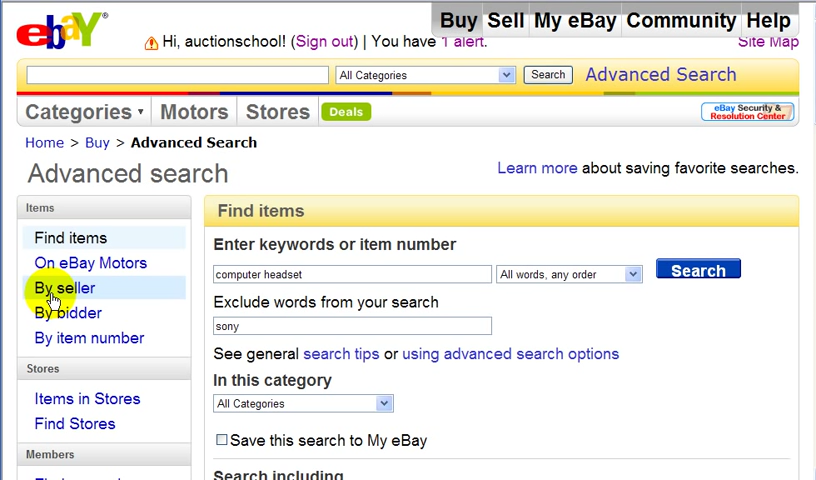 ebaY®
Buy Sell My eBay Community Help
Hi, auctionschool! (Sign out) | You have 1 alert. Site Map
All Categories Search Advanced Search
Categories Motors Stores Deals eBay Security &
Resolution Center
Home > Buy > Advanced Search
Advanced search
Learn more about saving favorite searches.
Items
Find items
On eBay Motors
By seller
By bidder
By item number
Stores
Items in Stores
Find Stores
Members
Find items
Enter keywords or item number
computer headset All words, any order Search
Exclude words from your search
sony
See general search tips or using advanced search options
In this category
All Categories
Save this search to My eBay
Search including